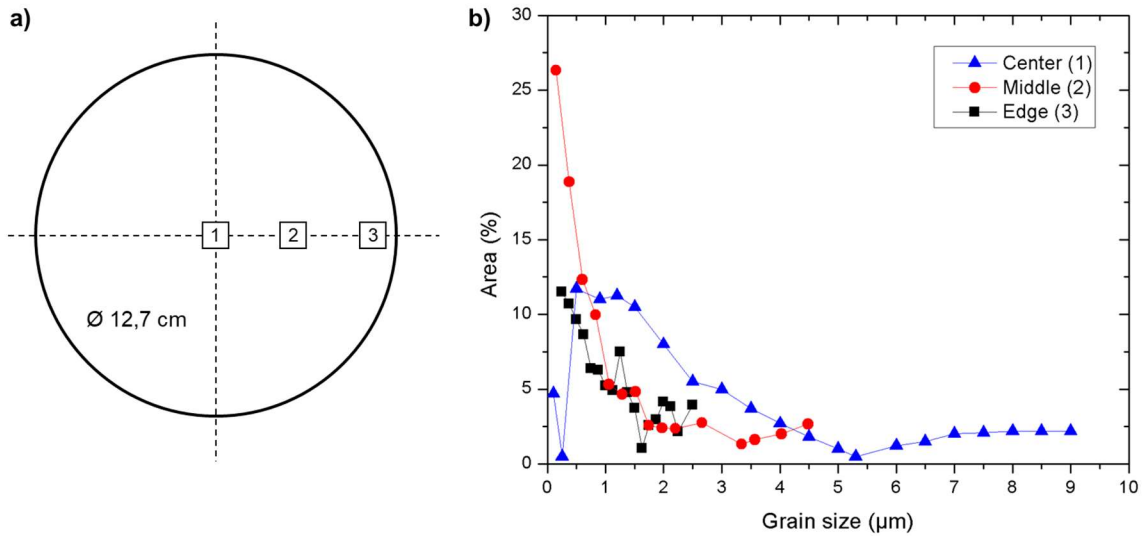 a)
1
2
3
Ø 12,7 cm
b)
30
25
20
15
10
5
0
Area (%)
Center (1)
Middle (2)
Edge (3)
0 1 2 3 4 5 6 7 8 9 10
Grain size (µm)